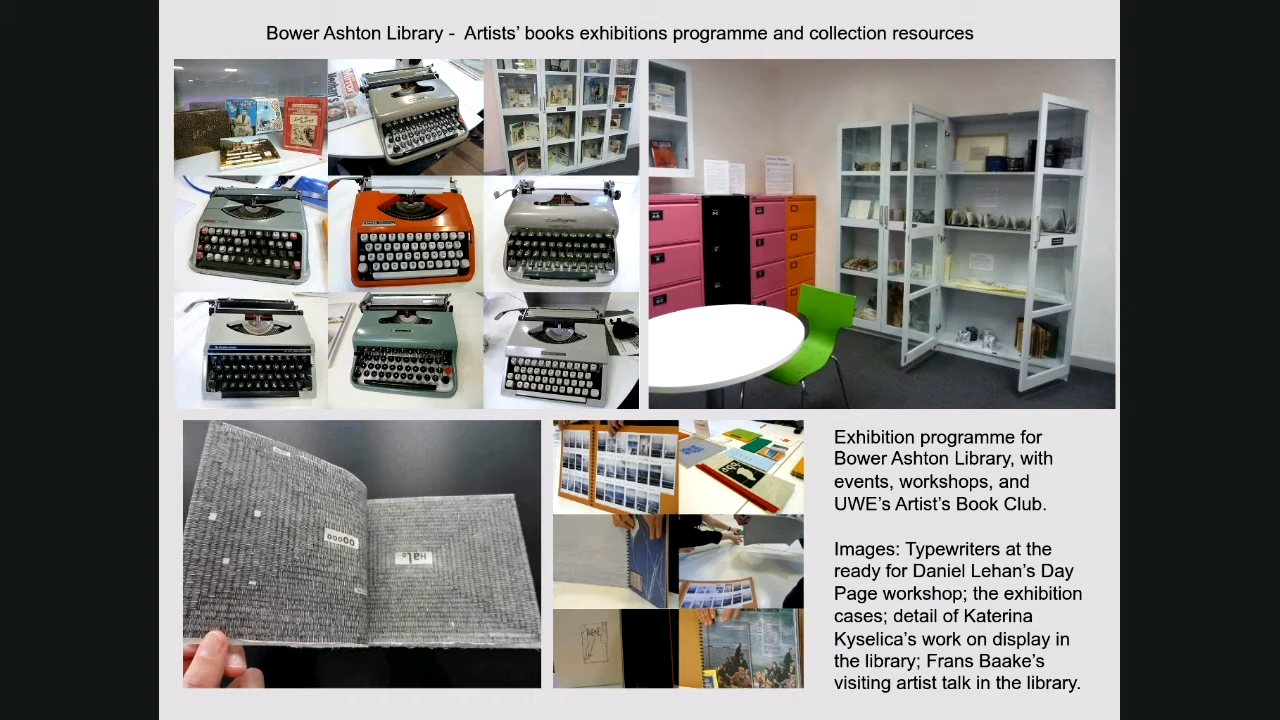 Bower Ashton Library - Artists’ books exhibitions programme and collection resources
ooooO
Halo
Exhibition programme for
Bower Ashton Library, with
events, workshops, and
UWE’s Artist’s Book Club.
Images: Typewriters at the
ready for Daniel Lehan’s Day
Page workshop; the exhibition
cases; detail of Katerina
Kyselica’s work on display in
the library; Frans Baake’s
visiting artist talk in the library.